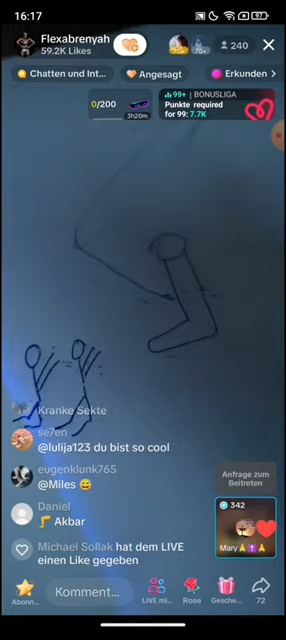 16:17
97
Flexabrenyah
59.2K Likes
240
Chatten und Int...
Angesagt
Erkunden
0/200
3h20m
99+ | BONUSLIGA
Punkte required
for 99: 7.7K
Kranke Sekte
se7en
@lulija123 du bist so cool
eugenklunk765
@Miles 😅
Daniel
Akbar
Michael Sollak hat dem LIVE
einen Like gegeben
Anfrage zum
Beitreten
342
Mary🙏✝️🙏
Abonn...
Komment...
LIVE mi...
Rose
Gesche...
72